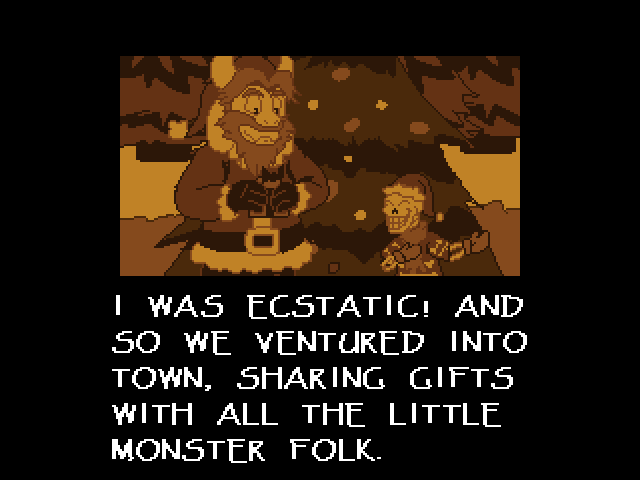 I WAS ECSTATIC! AND
SO WE VENTURED INTO
TOWN, SHARING GIFTS
WITH ALL THE LITTLE
MONSTER FOLK.